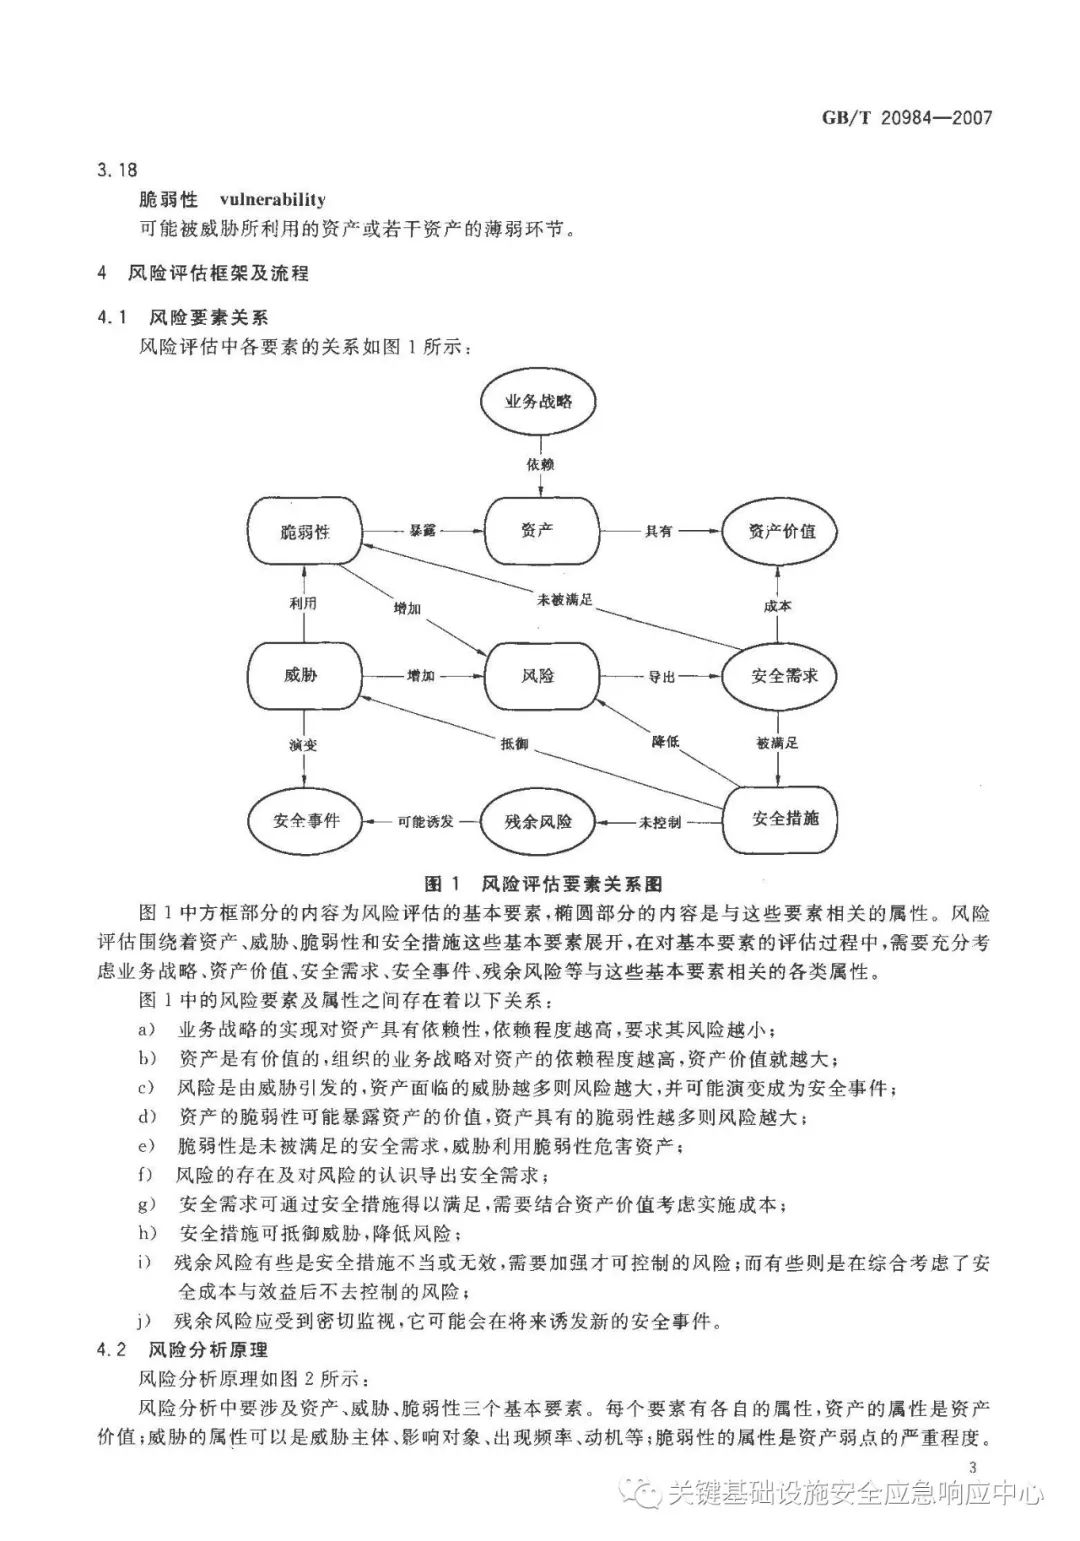 GB/T 20984—2007
3.18
脆弱性 vulnerability
可能被威胁所利用的资产或若干资产的薄弱环节。
4 风险评估框架及流程
4.1 风险要素关系
风险评估中各要素的关系如图 1 所示：
业务战略
依赖
脆弱性
暴露
资产
具有
资产价值
利用
增加
未被满足
成本
威胁
增加
风险
导出
安全需求
演变
抵御
降低
被满足
安全事件
可能诱发
残余风险
未控制
安全措施
图 1 风险评估要素关系图
图 1 中方框部分的内容为风险评估的基本要素，椭圆部分的内容是与这些要素相关的属性。风险
评估围绕着资产、威胁、脆弱性和安全措施这些基本要素展开，在对基本要素的评估过程中，需要充分考
虑业务战略、资产价值、安全需求、安全事件、残余风险等与这些基本要素相关的各类属性。
图 1 中的风险要素及属性之间存在着以下关系：
a） 业务战略的实现对资产具有依赖性，依赖程度越高，要求其风险越小；
b） 资产是有价值的，组织的业务战略对资产的依赖程度越高，资产价值就越大；
c） 风险是由威胁引发的，资产面临的威胁越多则风险越大，并可能演变成为安全事件；
d） 资产的脆弱性可能暴露资产的价值，资产具有的脆弱性越多则风险越大；
e） 脆弱性是未被满足的安全需求，威胁利用脆弱性危害资产；
f） 风险的存在及对风险的认识导出安全需求；
g） 安全需求可通过安全措施得以满足，需要结合资产价值考虑实施成本；
h） 安全措施可抵御威胁，降低风险；
i） 残余风险有些是安全措施不当或无效，需要加强才可控制的风险；而有些则是在综合考虑了安
全成本与效益后不去控制的风险；
j） 残余风险应受到密切监视，它可能会在将来诱发新的安全事件。
4.2 风险分析原理
风险分析原理如图 2 所示：
风险分析中要涉及资产、威胁、脆弱性三个基本要素。每个要素有各自的属性，资产的属性是资产
价值；威胁的属性可以是威胁主体、影响对象、出现频率、动机等；脆弱性的属性是资产弱点的严重程度。
3
关键基础设施安全应急响应中心